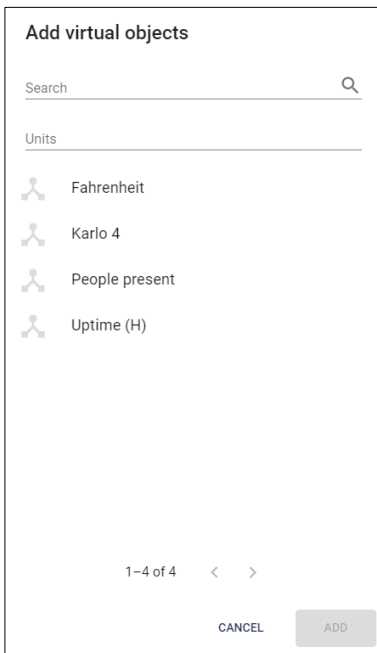 Add virtual objects
Search
Units
Fahrenheit
Karlo 4
People present
Uptime (H)
1–4 of 4
CANCEL
ADD